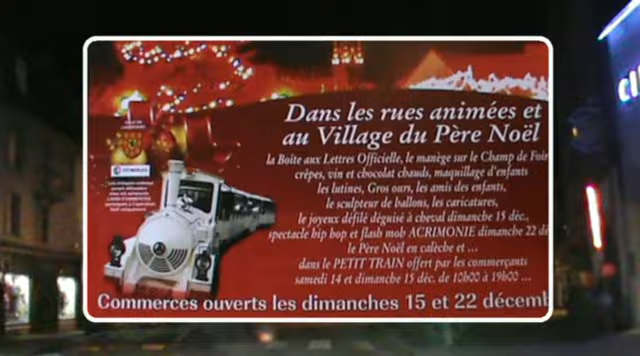 Dans les rues animées et
au Village du Père Noël
la Boite aux Lettres Officielle, le manège sur le Champ de Foir
crêpes, vin et chocolat chauds, maquillage d'enfants
les lutines, Gros ours, les amis des enfants,
le sculpteur de ballons, les caricatures,
le joyeux défilé déguisé à cheval dimanche 15 déc.,
spectacle hip hop et flash mob ACRIMONIE dimanche 22 de
le Père Noël en calèche et ...
dans le PETIT TRAIN offert par les commerçants
samedi 14 et dimanche 15 déc. de 10h00 à 19h00 ...
Commerces ouverts les dimanches 15 et 22 décemb
CI